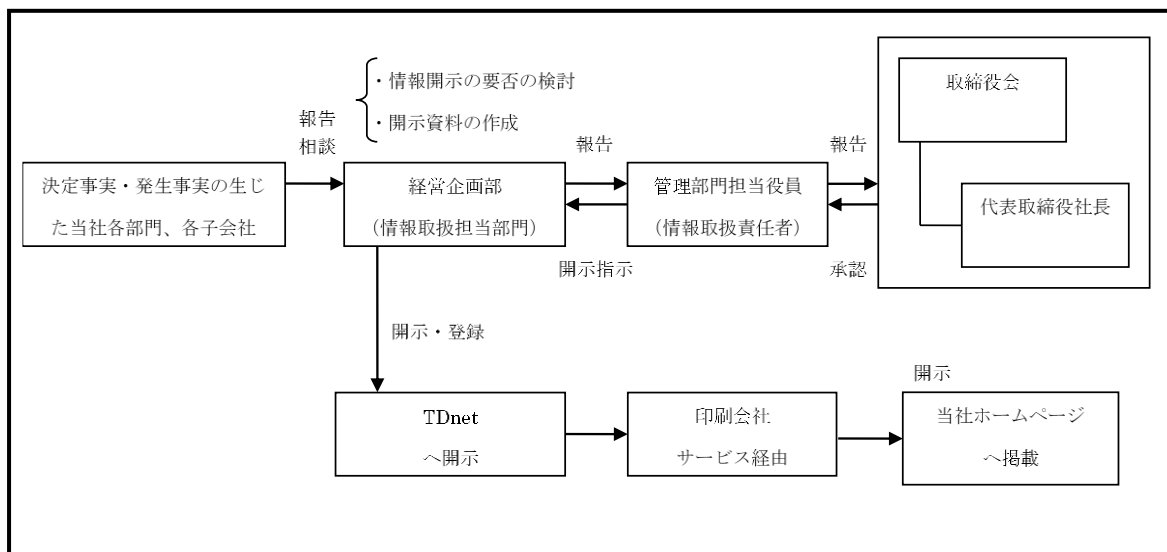 取締役会
・情報開示の要否の検討
・開示資料の作成
報告
相談
報告
報告
決定事実・発生事実の生じ
た当社各部門、各子会社
経営企画部
（情報取扱担当部門）
管理部門担当役員
（情報取扱責任者）
代表取締役社長
開示指示
承認
開示・登録
開示
TDnet
へ開示
印刷会社
サービス経由
当社ホームページ
へ掲載